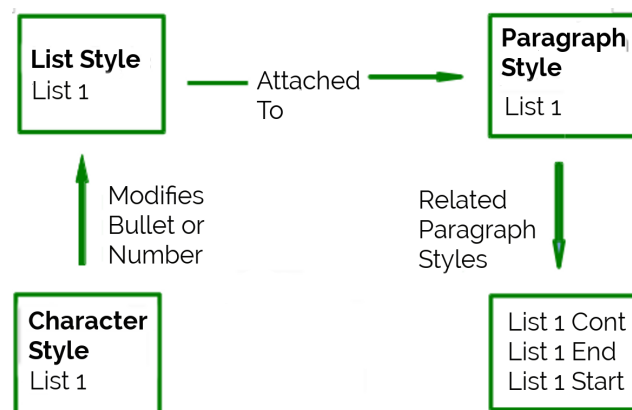 List Style
List 1
Attached
To
Paragraph
Style
List 1
Modifies
Bullet or
Number
Related
Paragraph
Styles
Character
Style
List 1
List 1 Cont
List 1 End
List 1 Start